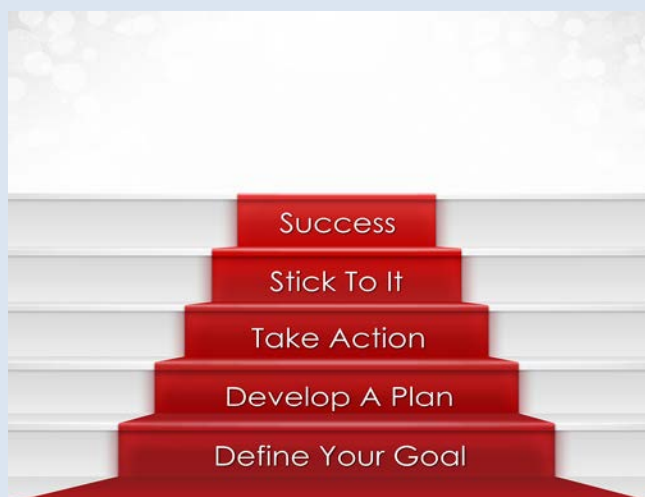 Success
Stick To It
Take Action
Develop A Plan
Define Your Goal